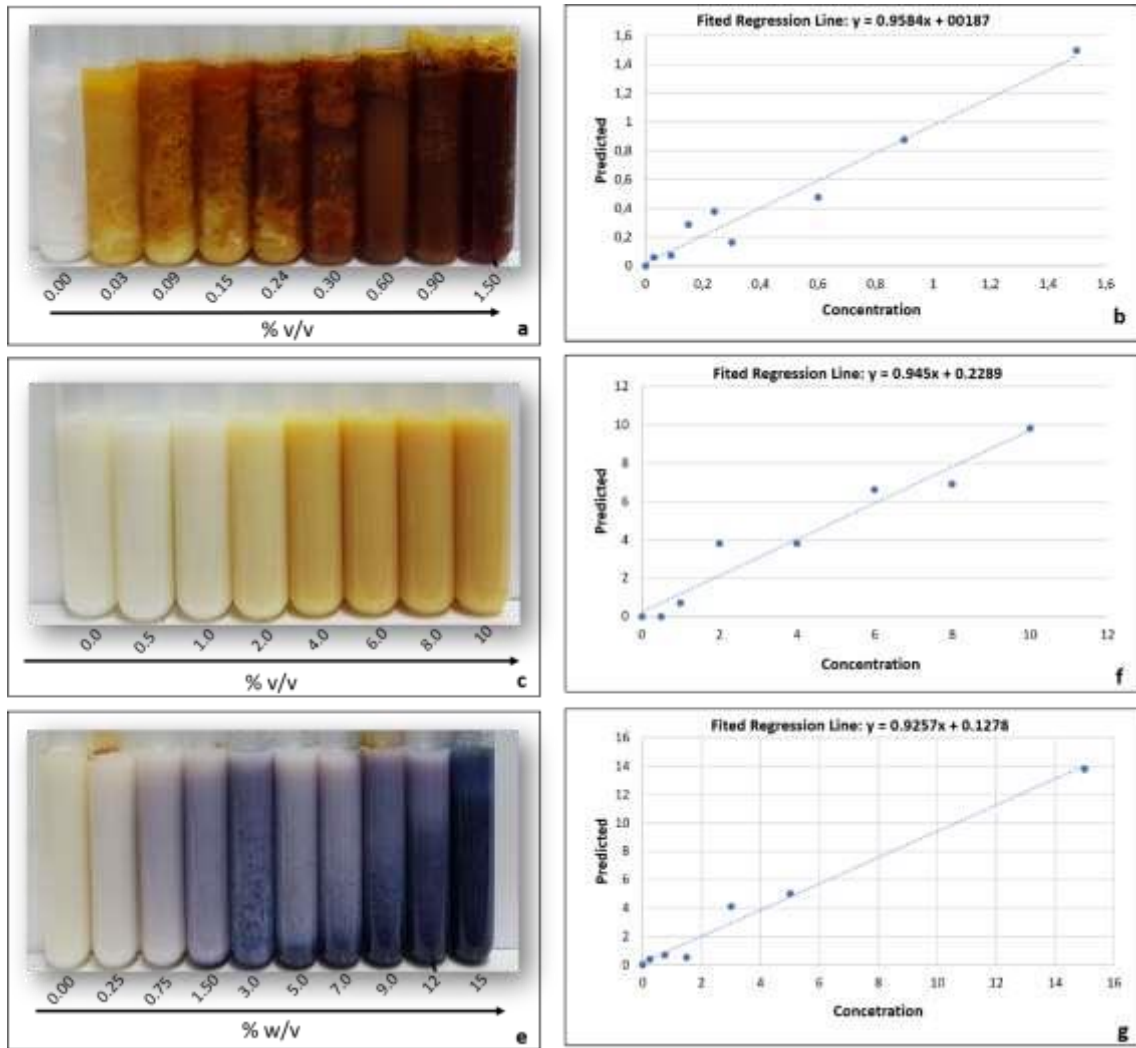 0.00 0.03 0.09 0.15 0.24 0.30 0.60 0.90 1.50
% v/v
a
Fited Regression Line: y = 0.9584x + 00187
Predicted
1,6
1,4
1,2
1
0,8
0,6
0,4
0,2
0
0 0,2 0,4 0,6 0,8 1 1,2 1,4 1,6
Concentration
b
0.0 0.5 1.0 2.0 4.0 6.0 8.0 10
% v/v
c
Fited Regression Line: y = 0.945x + 0.2289
Predicted
12
10
8
6
4
2
0
0 2 4 6 8 10 12
Concentration
f
0.00 0.25 0.75 1.50 3.0 5.0 7.0 9.0 12 15
% w/v
e
Fited Regression Line: y = 0.9257x + 0.1278
Predicted
16
14
12
10
8
6
4
2
0
0 2 4 6 8 10 12 14 16
Concetration
g